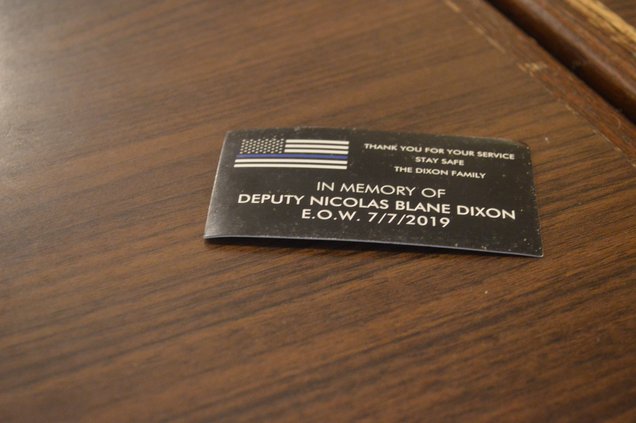 THANK YOU FOR YOUR SERVICE
STAY SAFE
THE DIXON FAMILY
IN MEMORY OF
DEPUTY NICOLAS BLANE DIXON
E.O.W. 7/7/2019